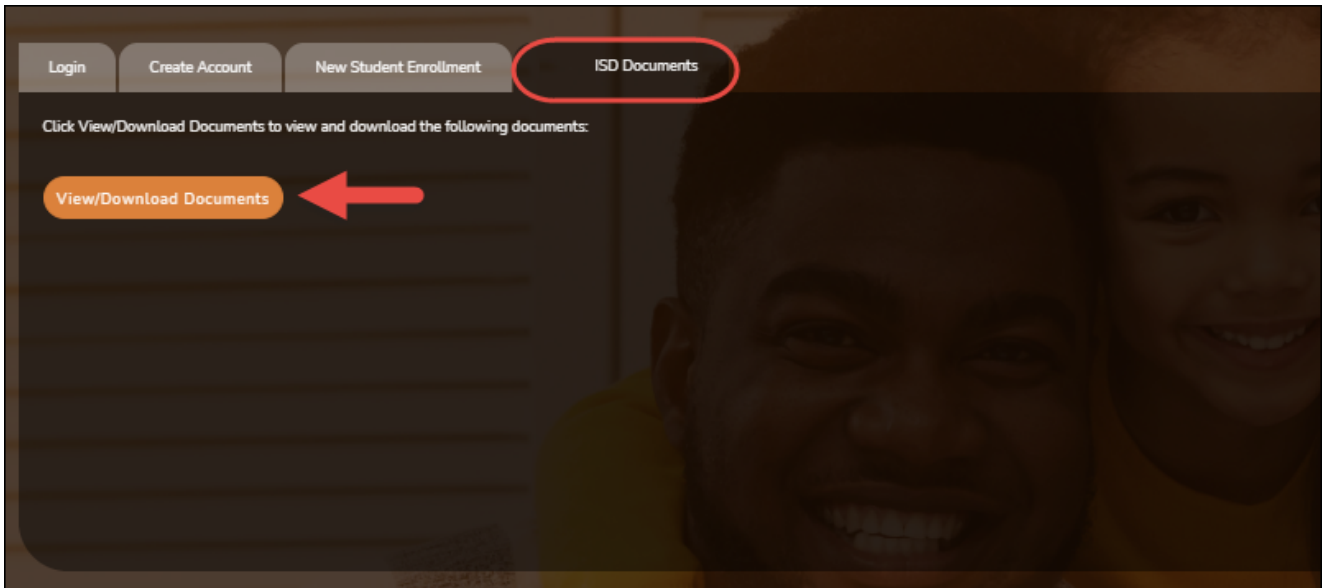 Login
Create Account
New Student Enrollment
ISD Documents
Click View/Download Documents to view and download the following documents:
View/Download Documents